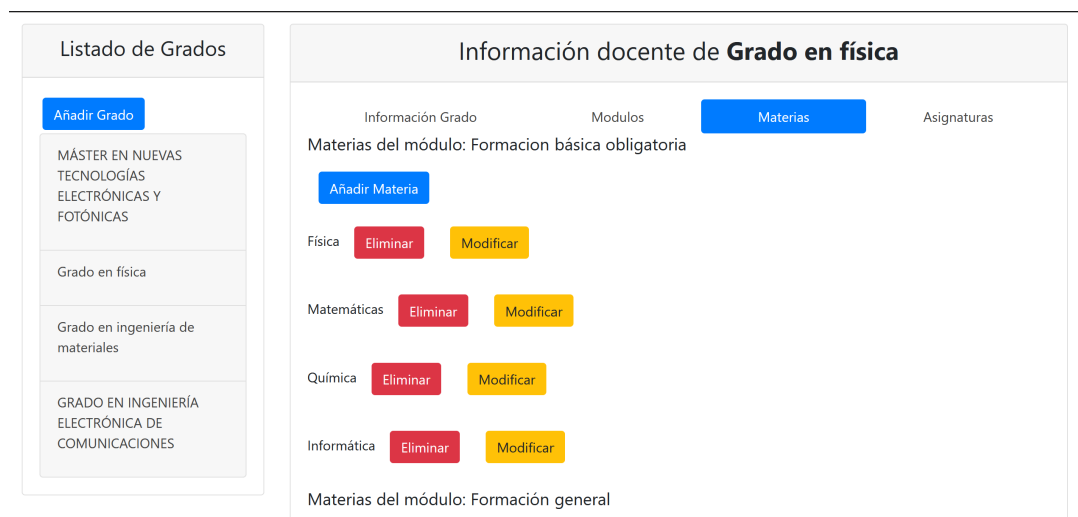 Listado de Grados
Añadir Grado
MÁSTER EN NUEVAS
TECNOLOGÍAS
ELECTRÓNICAS Y
FOTÓNICAS
Grado en física
Grado en ingeniería de
materiales
GRADO EN INGENIERÍA
ELECTRÓNICA DE
COMUNICACIONES
Información docente de Grado en física
Información Grado Modulos Materias Asignaturas
Materias del módulo: Formacion básica obligatoria
Añadir Materia
Física Eliminar Modificar
Matemáticas Eliminar Modificar
Química Eliminar Modificar
Informática Eliminar Modificar
Materias del módulo: Formación general